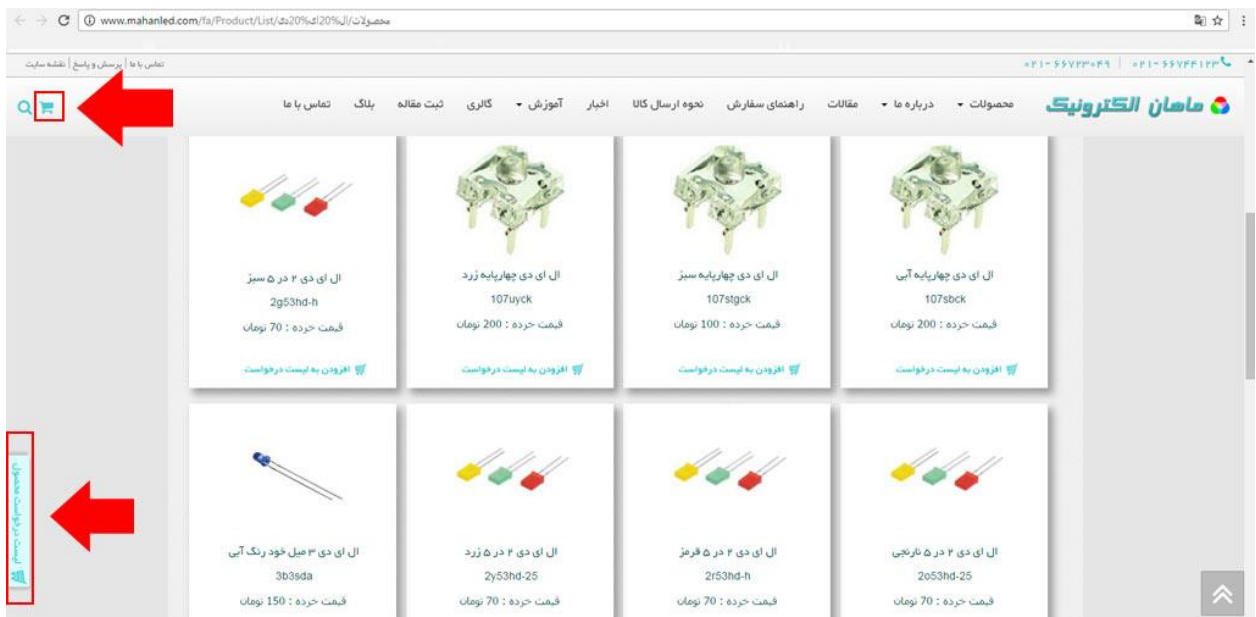 www.mahanled.com/fa/Product/List/محصولات/ال%20ای%20دی
۰۲۱-۶۶۷۴۴۱۲۳ | ۰۲۱-۶۶۷۲۳۰۴۹
تماس با ما | پرسش و پاسخ | نقشه سایت
ماهان الکترونیک
محصولات درباره ما مقالات راهنمای سفارش نحوه ارسال کالا اخبار آموزش گالری ثبت مقاله بلاگ تماس با ما
ال ای دی چهارپایه آبی
107sbck
قیمت خرده : 200 تومان
افزودن به لیست درخواست
ال ای دی چهارپایه سبز
107stgck
قیمت خرده : 100 تومان
افزودن به لیست درخواست
ال ای دی چهارپایه زرد
107uyck
قیمت خرده : 200 تومان
افزودن به لیست درخواست
ال ای دی ۲ در ۵ سبز
2g53hd-h
قیمت خرده : 70 تومان
افزودن به لیست درخواست
ال ای دی ۲ در ۵ نارنجی
2o53hd-25
قیمت خرده : 70 تومان
ال ای دی ۲ در ۵ قرمز
2r53hd-h
قیمت خرده : 70 تومان
ال ای دی ۲ در ۵ زرد
2y53hd-25
قیمت خرده : 70 تومان
ال ای دی ۳ میل خود رنگ آبی
3b3sda
قیمت خرده : 150 تومان
لیست درخواست محصول